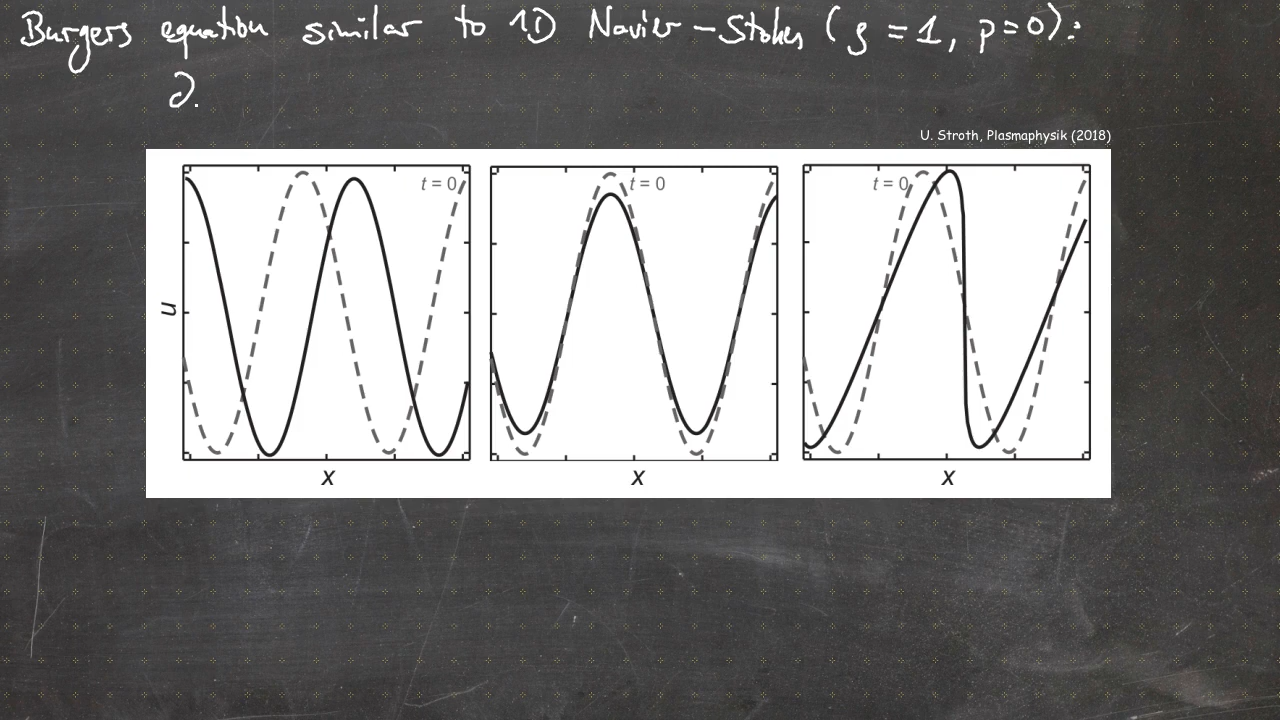 Burgers equation similar to 1D Navier-Stokes (ρ = 1, p = 0):
∂.
U. Stroth, Plasmaphysik (2018)
t = 0 t = 0 t = 0
u
x x x